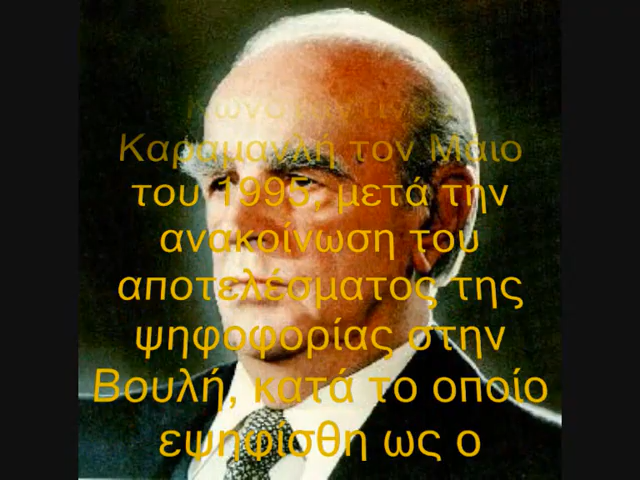 Κωνσταντίνο
Καραμανλή τον Μάιο
του 1995, μετά την
ανακοίνωση του
αποτελέσματος της
ψηφοφορίας στην
Βουλή, κατά το οποίο
εψηφίσθη ως ο